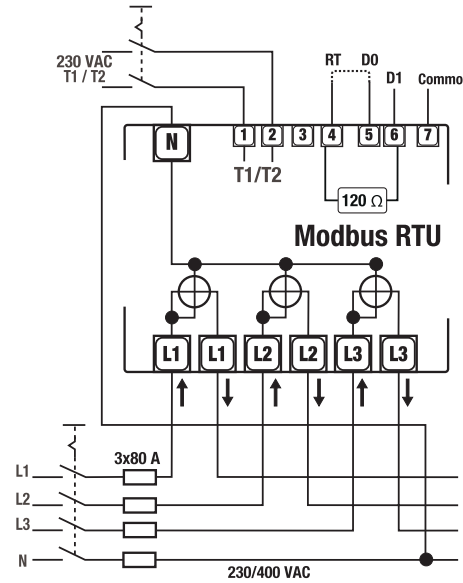 RT D0
D1 Commo
230 VAC
T1 / T2
N 1 2 3 4 5 6 7
T1/T2
120 Ω
Modbus RTU
L1 L1 L2 L2 L3 L3
3x80 A
L1
L2
L3
N
230/400 VAC